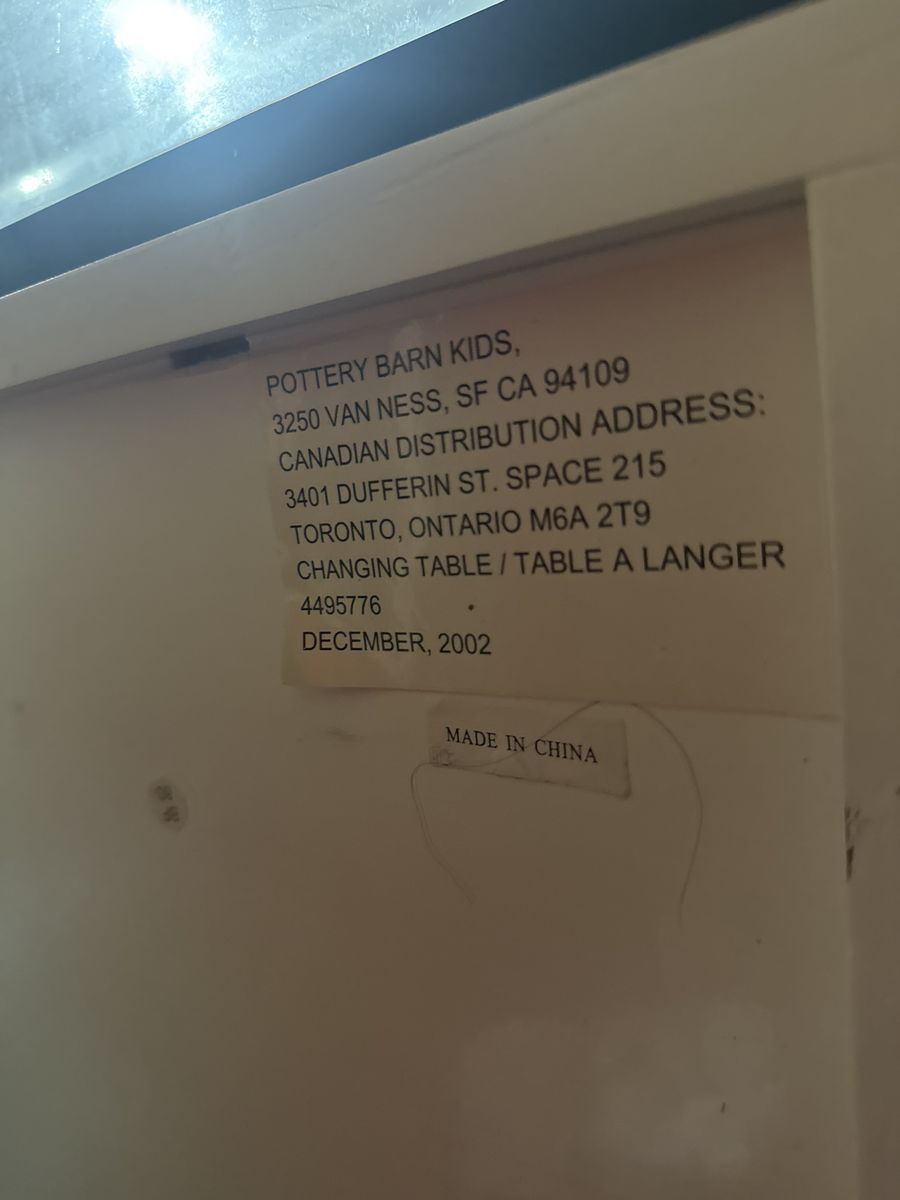 POTTERY BARN KIDS,
3250 VAN NESS, SF CA 94109
CANADIAN DISTRIBUTION ADDRESS:
3401 DUFFERIN ST. SPACE 215
TORONTO, ONTARIO M6A 2T9
CHANGING TABLE / TABLE A LANGER
4495776
DECEMBER, 2002
MADE IN CHINA